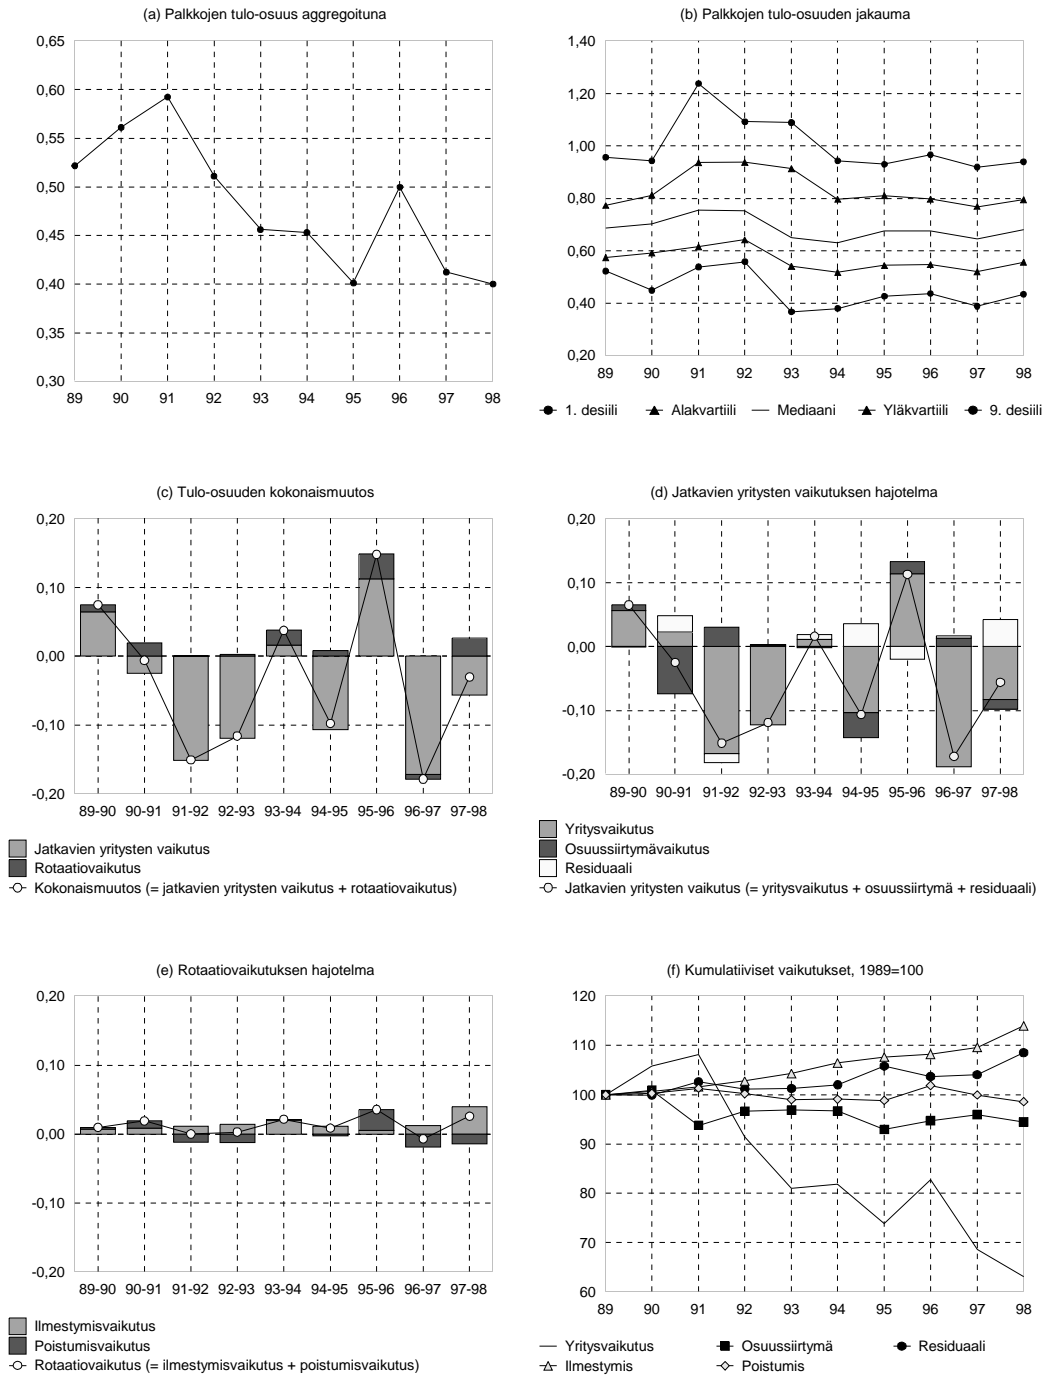 (a) Palkkojen tulo-osuus aggregoituna
0,65
0,60
0,55
0,50
0,45
0,40
0,35
0,30
89 90 91 92 93 94 95 96 97 98
(b) Palkkojen tulo-osuuden jakauma
1,40
1,20
1,00
0,80
0,60
0,40
0,20
89 90 91 92 93 94 95 96 97 98
1. desiili Alakvartiili Mediaani Yläkvartiili 9. desiili
(c) Tulo-osuuden kokonaismuutos
0,20
0,10
0,00
-0,10
-0,20
89-90 90-91 91-92 92-93 93-94 94-95 95-96 96-97 97-98
Jatkavien yritysten vaikutus
Rotaatiovaikutus
Kokonaismuutos (= jatkavien yritysten vaikutus + rotaatiovaikutus)
(d) Jatkavien yritysten vaikutuksen hajotelma
0,20
0,10
0,00
-0,10
-0,20
89-90 90-91 91-92 92-93 93-94 94-95 95-96 96-97 97-98
Yritysvaikutus
Osuussiirtymävaikutus
Residuaali
Jatkavien yritysten vaikutus (= yritysvaikutus + osuussiirtymä + residuaali)
(e) Rotaatiovaikutuksen hajotelma
0,20
0,10
0,00
-0,10
-0,20
89-90 90-91 91-92 92-93 93-94 94-95 95-96 96-97 97-98
Ilmestymisvaikutus
Poistumisvaikutus
Rotaatiovaikutus (= ilmestymisvaikutus + poistumisvaikutus)
(f) Kumulatiiviset vaikutukset, 1989=100
120
110
100
90
80
70
60
89 90 91 92 93 94 95 96 97 98
Yritysvaikutus Osuussiirtymä Residuaali
Ilmestymis Poistumis